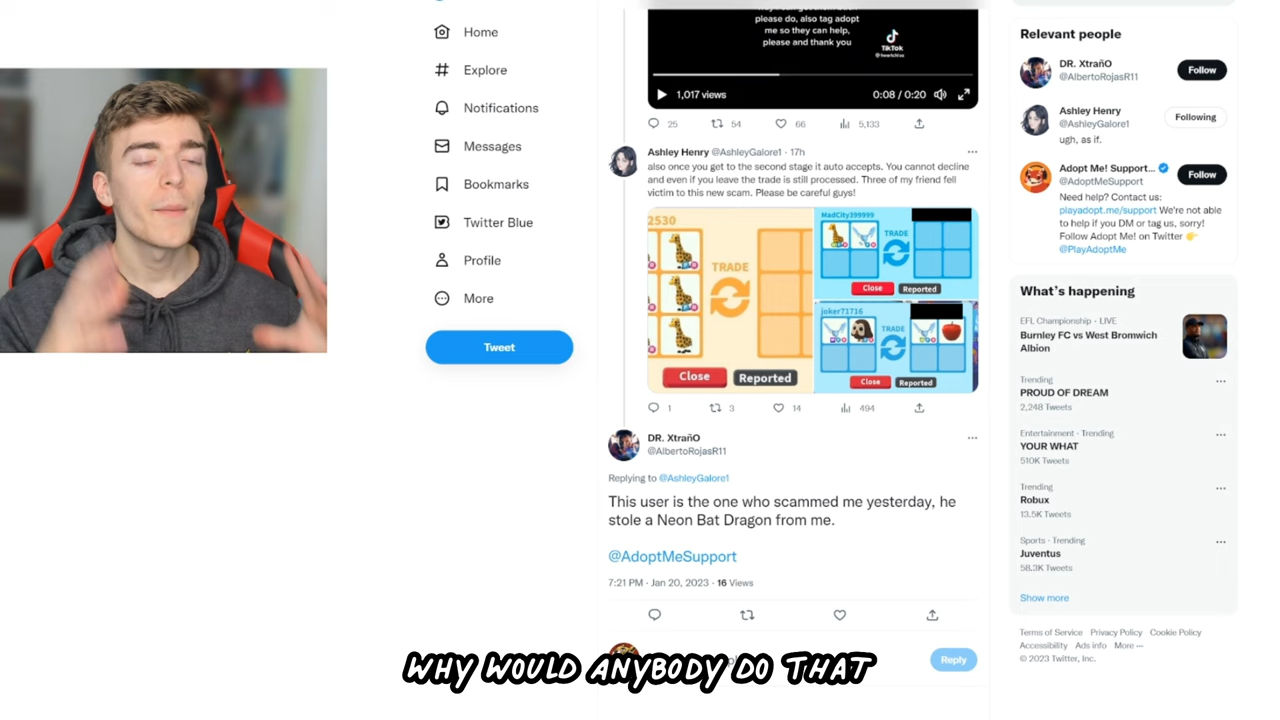 Home
Explore
Notifications
Messages
Bookmarks
Twitter Blue
Profile
More
Tweet
please do, also tag adopt
me so they can help,
please and thank you
TikTok
1,017 views
0:08 / 0:20
25
54
66
5,133
Ashley Henry @AshleyGalore1 · 17h
also once you get to the second stage it auto accepts. You cannot decline
and even if you leave the trade is still processed. Three of my friend fell
victim to this new scam. Please be careful guys!
2530
TRADE
Close
Reported
MadCity399999
TRADE
Close
Reported
joker71716
TRADE
Close
Reported
1
3
14
494
DR. XtrañO
@AlbertoRojasR11
Replying to @AshleyGalore1
This user is the one who scammed me yesterday, he
stole a Neon Bat Dragon from me.
@AdoptMeSupport
7:21 PM · Jan 20, 2023 · 16 Views
Reply
WHY WOULD ANYBODY DO THAT
Relevant people
DR. XtrañO
@AlbertoRojasR11
Follow
Ashley Henry
@AshleyGalore1
Following
ugh, as if.
Adopt Me! Support...
@AdoptMeSupport
Follow
Need help? Contact us:
playadopt.me/support We're not able
to help if you DM or tag us, sorry!
Follow Adopt Me! on Twitter 👉
@PlayAdoptMe
What's happening
EFL Championship · LIVE
Burnley FC vs West Bromwich
Albion
Trending
PROUD OF DREAM
2,248 Tweets
Entertainment · Trending
YOUR WHAT
510K Tweets
Trending
Robux
13.5K Tweets
Sports · Trending
Juventus
58.3K Tweets
Show more
Terms of Service Privacy Policy Cookie Policy
Accessibility Ads info More ···
© 2023 Twitter, Inc.